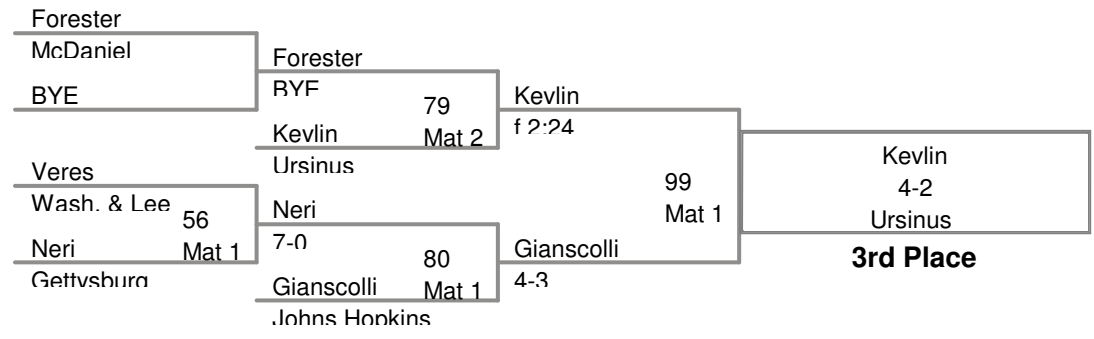 Forester
McDaniel
BYE
Forester
BYE
79
Mat 2
Kevlin
Ursinus
Kevlin
f 2:24
Veres
Wash. & Lee
56
Mat 1
Neri
Gettysburg
Neri
7-0
80
Mat 1
Gianscolli
Johns Hopkins
Gianscolli
4-3
99
Mat 1
Kevlin
4-2
Ursinus
3rd Place